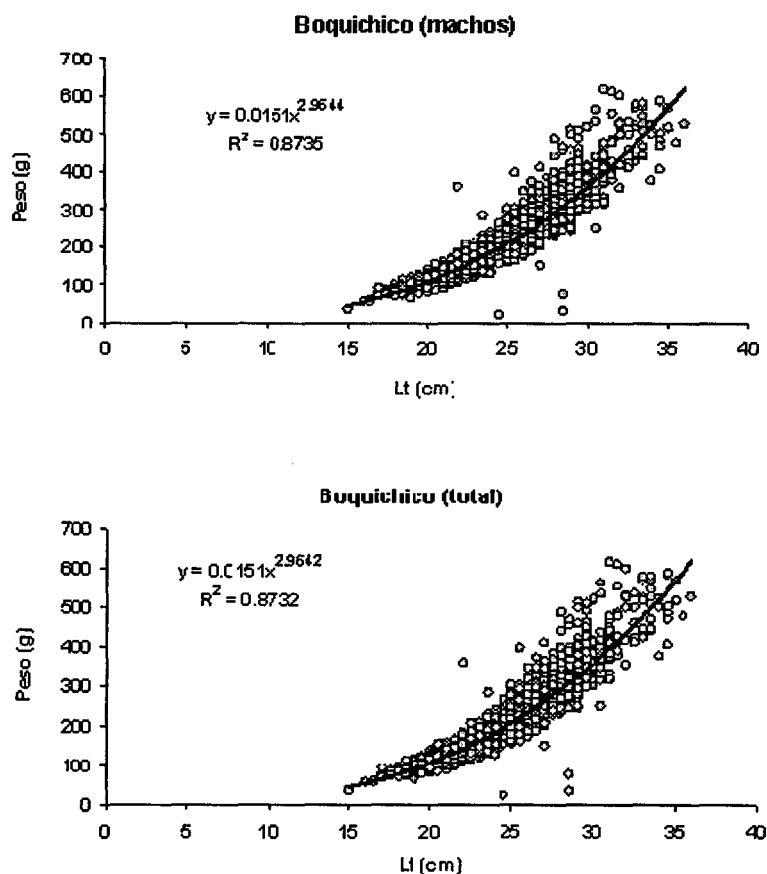 Boquichico (machos)
700
600
500
400
300
200
100
0
Peso (g)
y = 0.0151x^2.9644
R² = 0.8735
0 5 10 15 20 25 30 35 40
Lt (cm)
Boquichico (total)
700
600
500
400
300
200
100
0
Peso (g)
y = 0.0151x^2.9642
R² = 0.8732
0 5 10 15 20 25 30 35 40
Lt (cm)